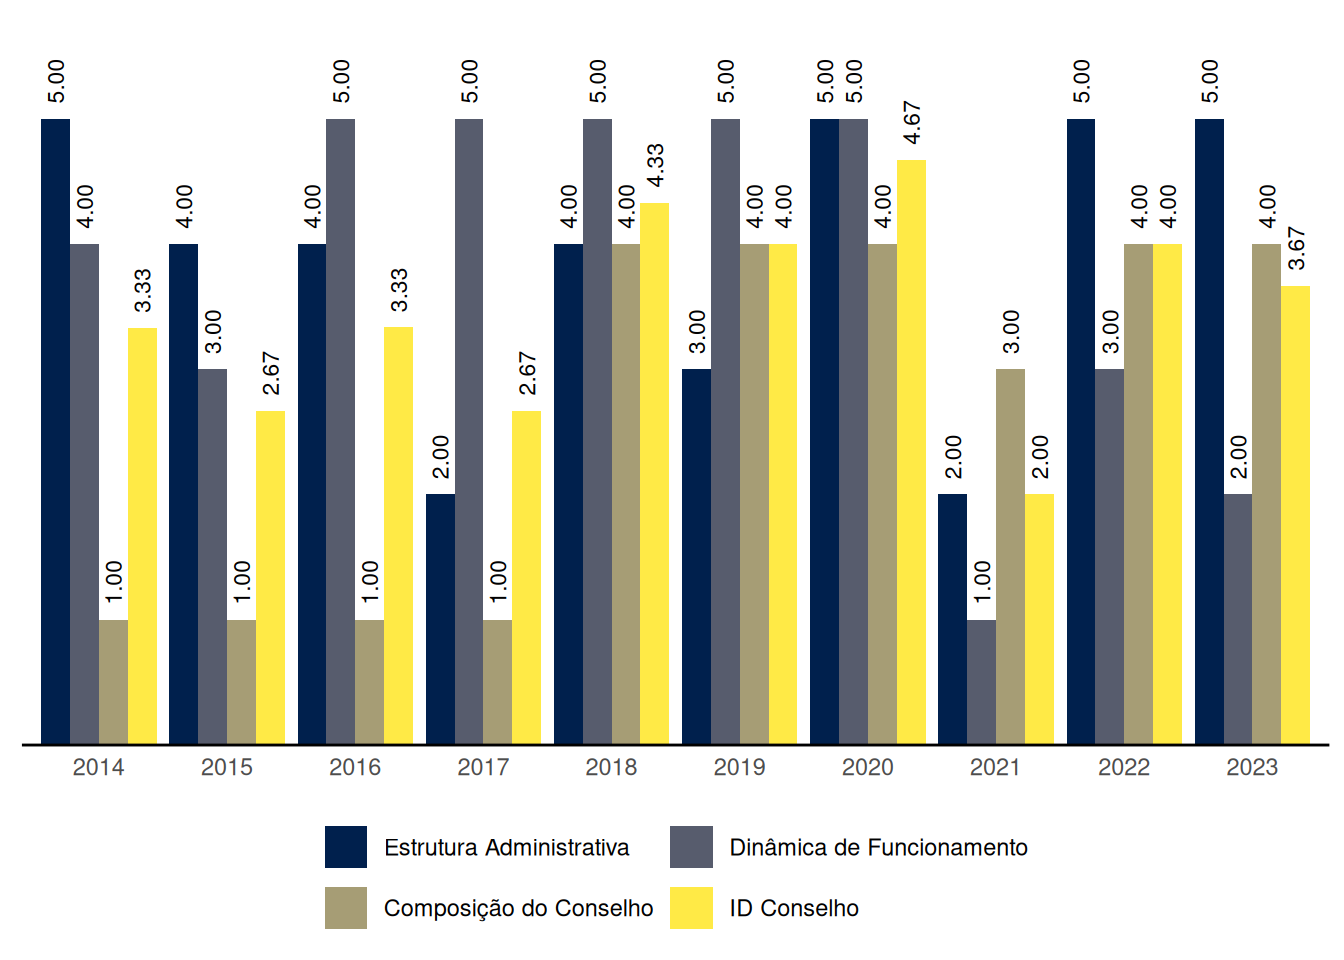 5.00 4.00 1.00 3.33 4.00 3.00 1.00 2.67 4.00 5.00 1.00 3.33 2.00 5.00 1.00 2.67 4.00 5.00 4.00 4.33 3.00 5.00 4.00 4.00 5.00 5.00 4.00 4.67 2.00 1.00 3.00 2.00 5.00 3.00 4.00 4.00 5.00 2.00 4.00 3.67
2014 2015 2016 2017 2018 2019 2020 2021 2022 2023
Estrutura Administrativa Dinâmica de Funcionamento
Composição do Conselho ID Conselho